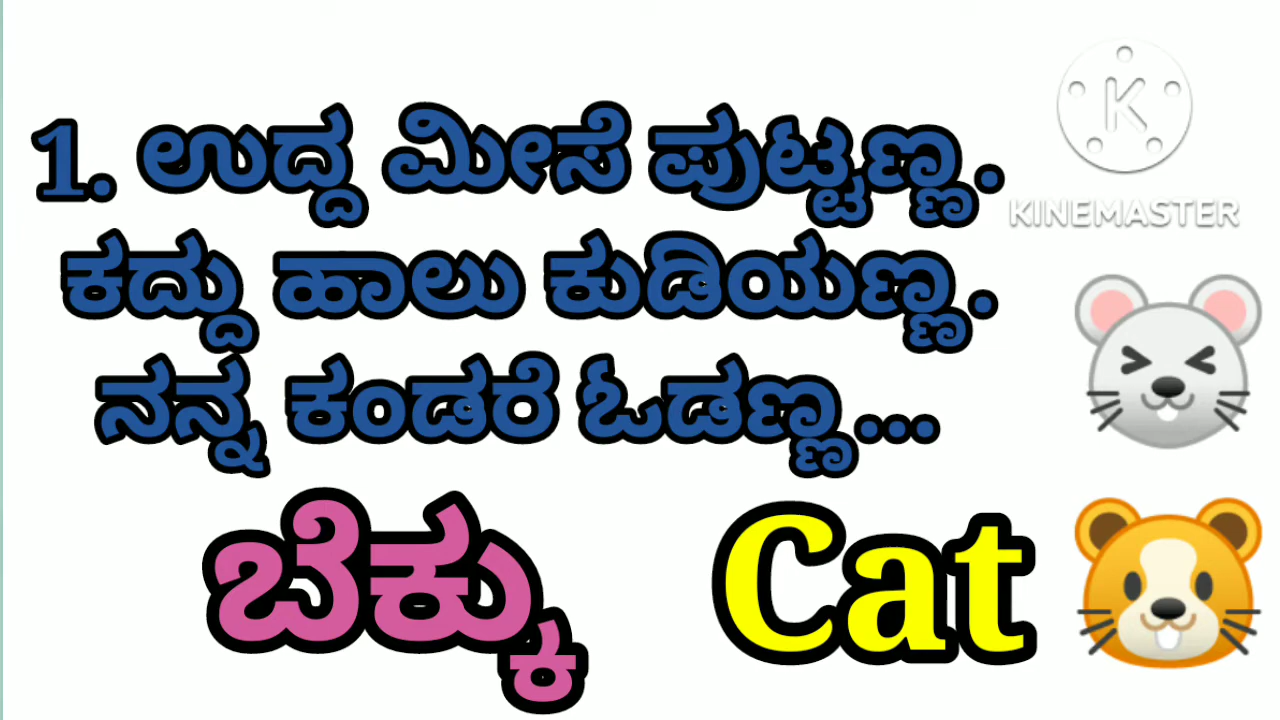 1. ಉದ್ದ ಮೀಸೆ ಪುಟ್ಟಣ್ಣ.
ಕದ್ದು ಹಾಲು ಕುಡಿಯಣ್ಣ.
ನನ್ನ ಕಂಡರೆ ಓಡಣ್ಣ...
ಬೆಕ್ಕು Cat
K
KINEMASTER